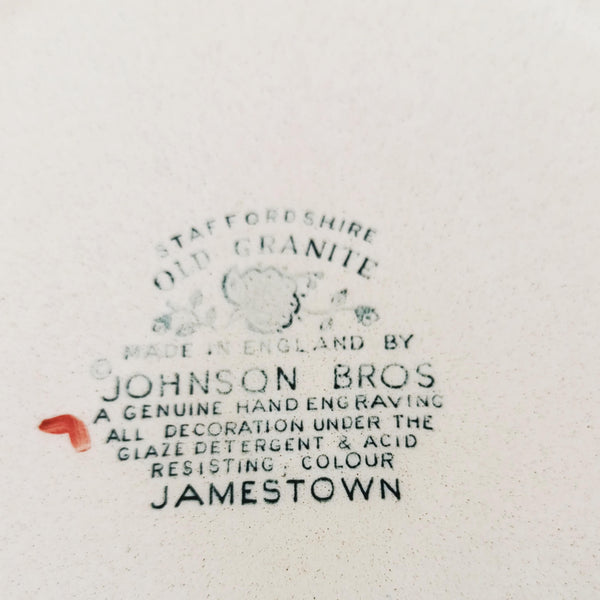 STAFFORDSHIRE
OLD GRANITE
MADE IN ENGLAND BY
© JOHNSON BROS
A GENUINE HAND ENGRAVING
ALL DECORATION UNDER THE
GLAZE DETERGENT & ACID
RESISTING COLOUR
JAMESTOWN